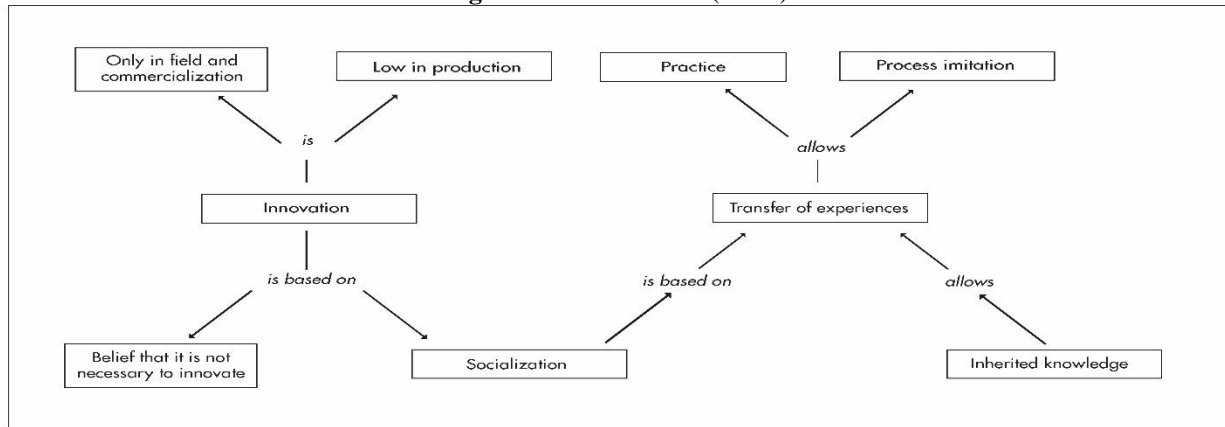 Only in field and
commercialization
Low in production
Practice
Process imitation
is
allows
Innovation
Transfer of experiences
is based on
is based on
allows
Belief that it is not
necessary to innovate
Socialization
Inherited knowledge